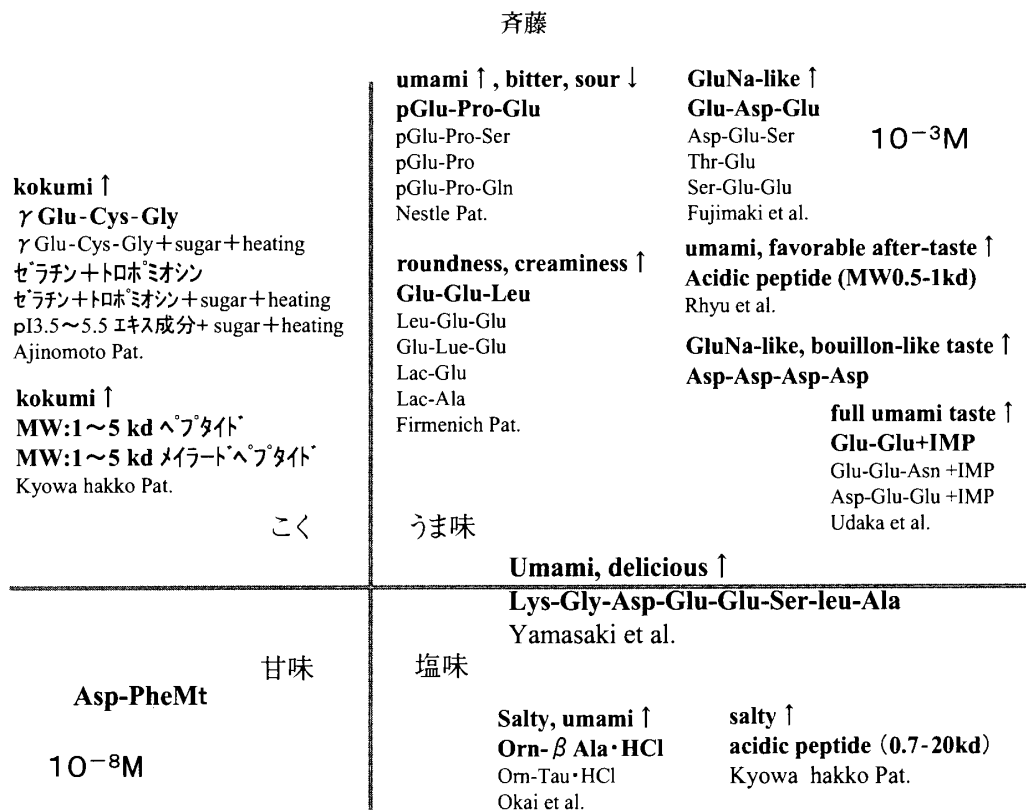 斉藤
umami ↑ , bitter, sour ↓
pGlu-Pro-Glu
pGlu-Pro-Ser
pGlu-Pro
pGlu-Pro-Gln
Nestle Pat.
GluNa-like ↑
Glu-Asp-Glu
Asp-Glu-Ser
Thr-Glu
Ser-Glu-Glu
Fujimaki et al.
10⁻³M
kokumi ↑
γ Glu-Cys-Gly
γ Glu-Cys-Gly+sugar+heating
ゼラチン+トロポミオシン
ゼラチン+トロポミオシン+sugar+heating
pI3.5～5.5 エキス成分+ sugar+heating
Ajinomoto Pat.
roundness, creaminess ↑
Glu-Glu-Leu
Leu-Glu-Glu
Glu-Lue-Glu
Lac-Glu
Lac-Ala
Firmenich Pat.
umami, favorable after-taste ↑
Acidic peptide (MW0.5-1kd)
Rhyu et al.
GluNa-like, bouillon-like taste ↑
Asp-Asp-Asp-Asp
kokumi ↑
MW:1～5 kd ペプタイド
MW:1～5 kd メイラードペプタイド
Kyowa hakko Pat.
full umami taste ↑
Glu-Glu+IMP
Glu-Glu-Asn +IMP
Asp-Glu-Glu +IMP
Udaka et al.
こく
うま味
Umami, delicious ↑
Lys-Gly-Asp-Glu-Glu-Ser-leu-Ala
Yamasaki et al.
甘味
塩味
Asp-PheMt
10⁻⁸M
Salty, umami ↑
Orn-β Ala・HCl
Orn-Tau・HCl
Okai et al.
salty ↑
acidic peptide（0.7-20kd）
Kyowa hakko Pat.